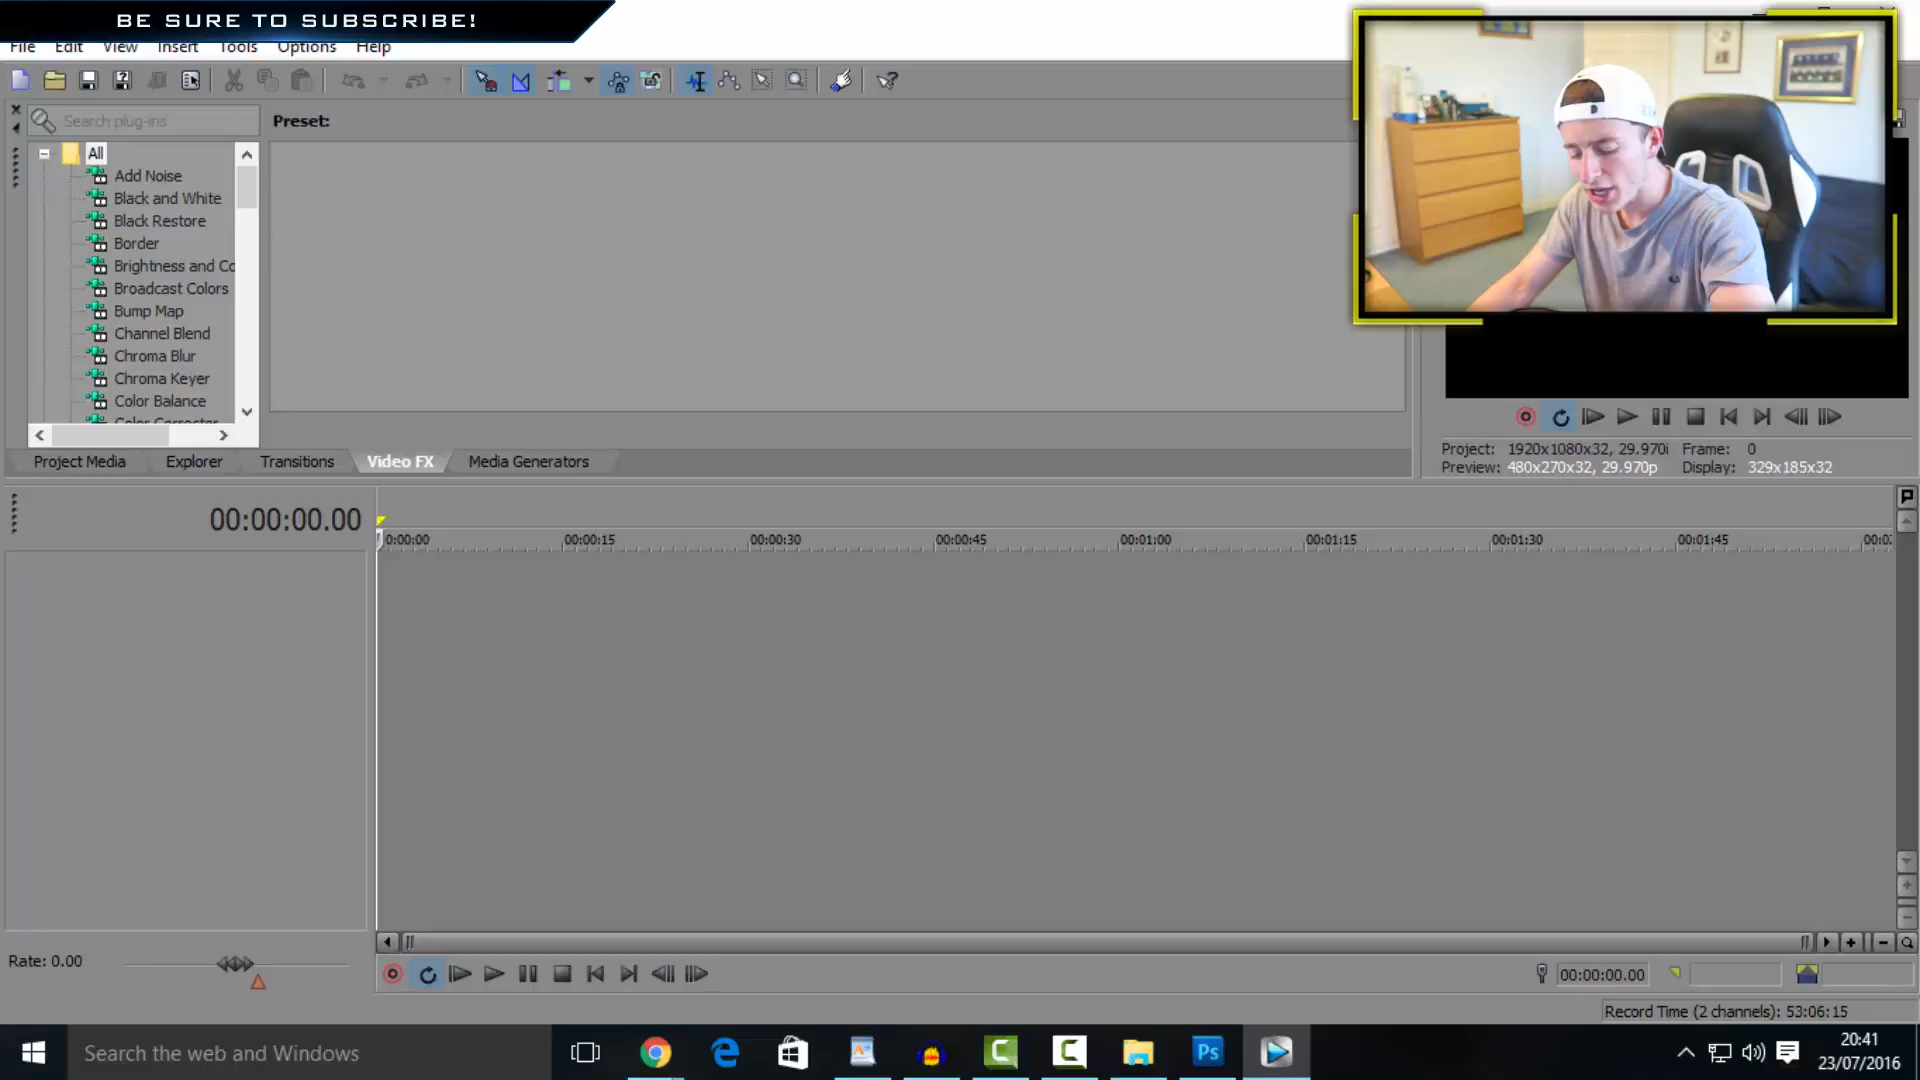 BE SURE TO SUBSCRIBE!
File Edit View Insert Tools Options Help
Search plug-ins
Preset:
All
Add Noise
Black and White
Black Restore
Border
Brightness and Co
Broadcast Colors
Bump Map
Channel Blend
Chroma Blur
Chroma Keyer
Color Balance
Color Corrector
Project Media Explorer Transitions Video FX Media Generators
Project: 1920x1080x32, 29.970i Frame: 0
Preview: 480x270x32, 29.970p Display: 329x185x32
00:00:00.00
0:00:00 00:00:15 00:00:30 00:00:45 00:01:00 00:01:15 00:01:30 00:01:45 00:0
Rate: 0.00
00:00:00.00
Record Time (2 channels): 53:06:15
Search the web and Windows
Ps
20:41
23/07/2016